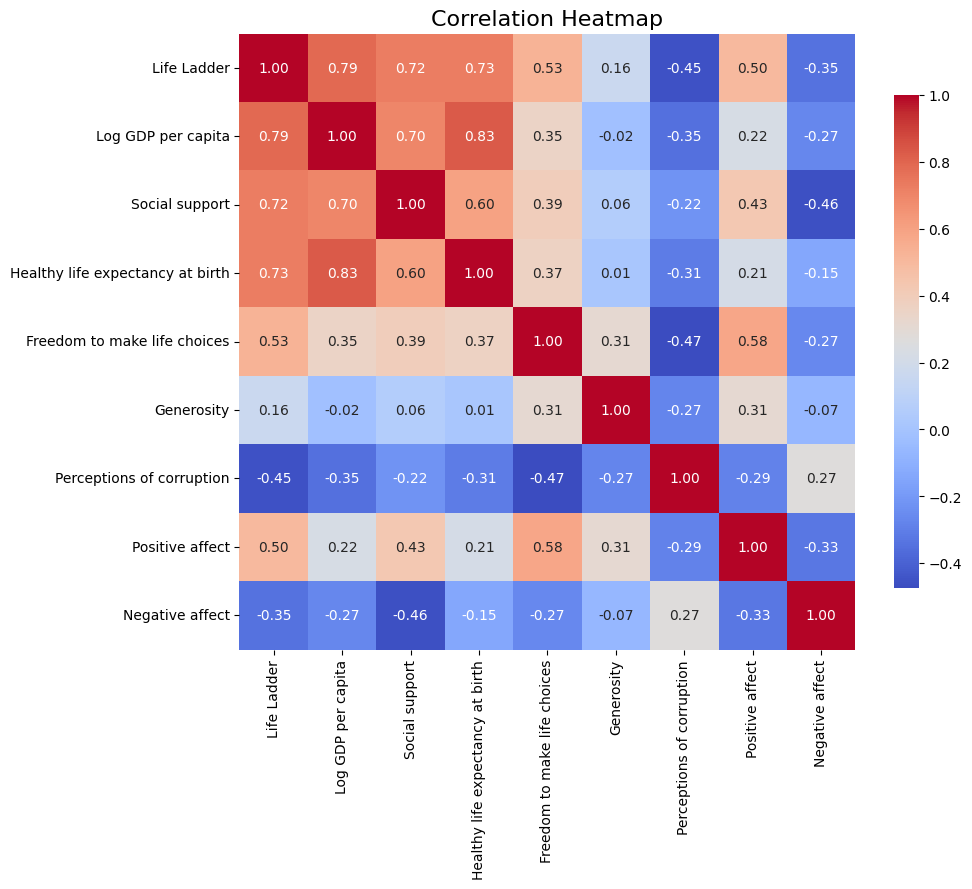 Correlation Heatmap
Life Ladder 1.00 0.79 0.72 0.73 0.53 0.16 -0.45 0.50 -0.35
Log GDP per capita 0.79 1.00 0.70 0.83 0.35 -0.02 -0.35 0.22 -0.27
Social support 0.72 0.70 1.00 0.60 0.39 0.06 -0.22 0.43 -0.46
Healthy life expectancy at birth 0.73 0.83 0.60 1.00 0.37 0.01 -0.31 0.21 -0.15
Freedom to make life choices 0.53 0.35 0.39 0.37 1.00 0.31 -0.47 0.58 -0.27
Generosity 0.16 -0.02 0.06 0.01 0.31 1.00 -0.27 0.31 -0.07
Perceptions of corruption -0.45 -0.35 -0.22 -0.31 -0.47 -0.27 1.00 -0.29 0.27
Positive affect 0.50 0.22 0.43 0.21 0.58 0.31 -0.29 1.00 -0.33
Negative affect -0.35 -0.27 -0.46 -0.15 -0.27 -0.07 0.27 -0.33 1.00
Life Ladder
Log GDP per capita
Social support
Healthy life expectancy at birth
Freedom to make life choices
Generosity
Perceptions of corruption
Positive affect
Negative affect
1.0
0.8
0.6
0.4
0.2
0.0
−0.2
−0.4